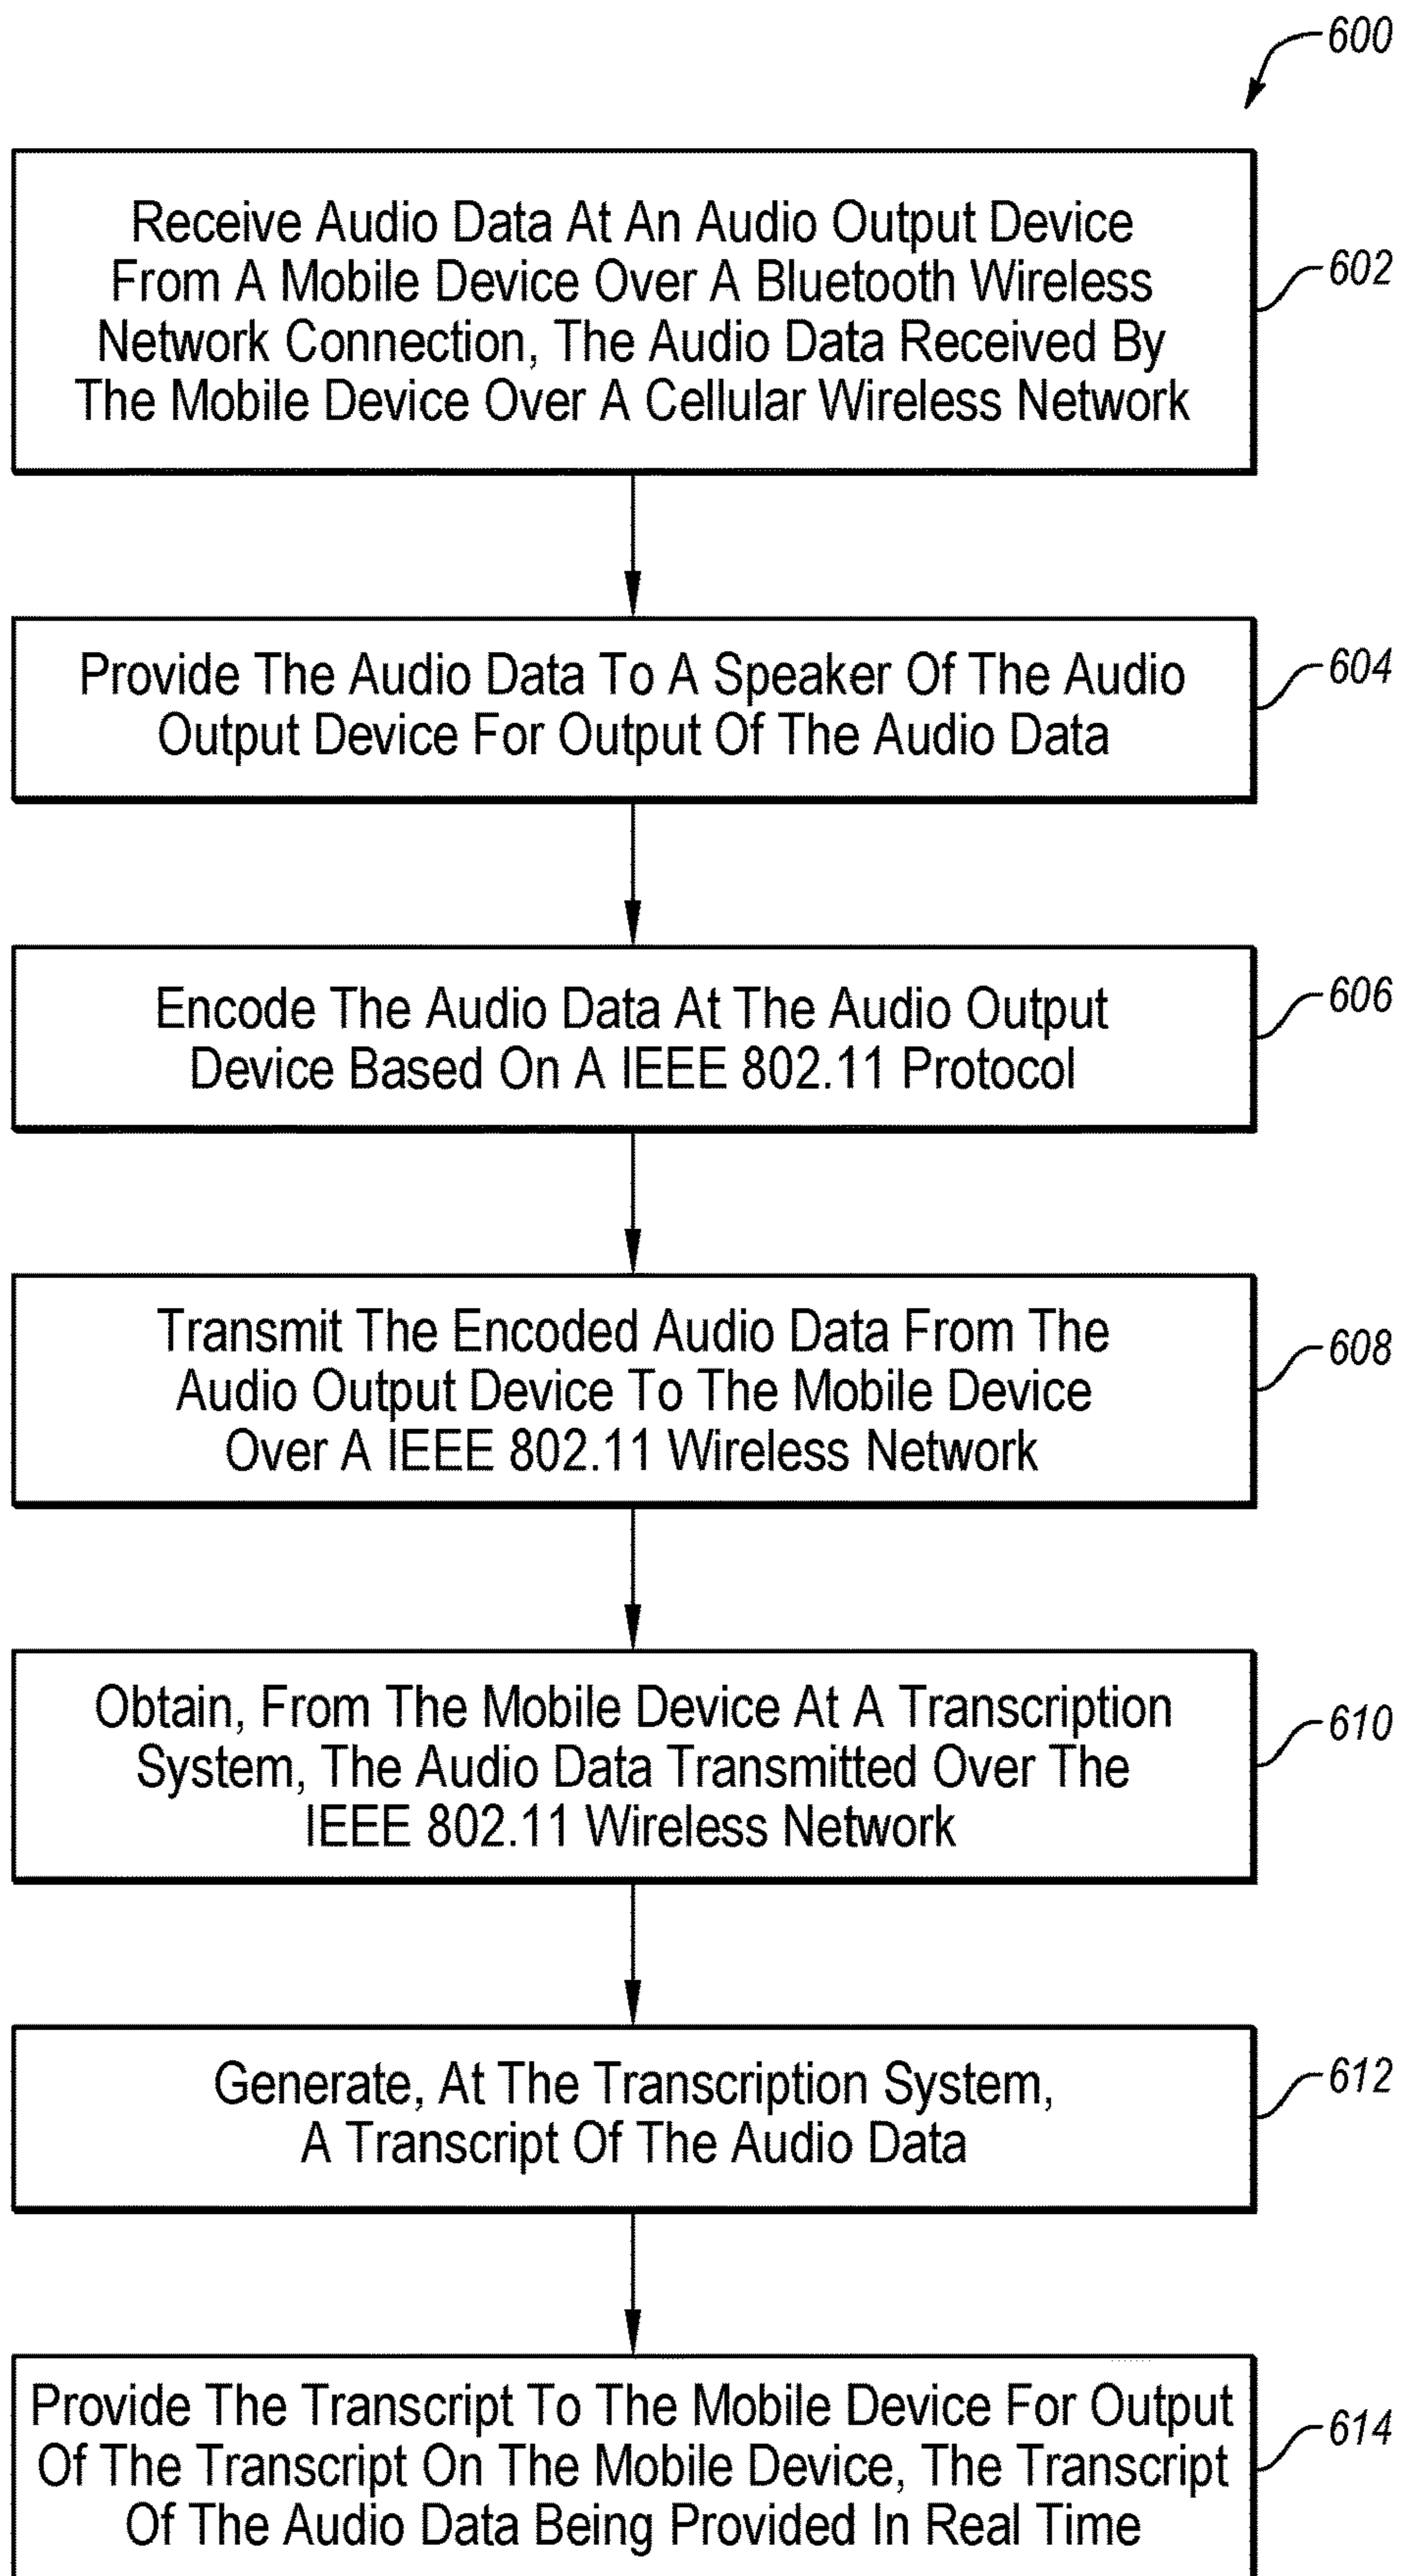 600
Receive Audio Data At An Audio Output Device
From A Mobile Device Over A Bluetooth Wireless
Network Connection, The Audio Data Received By
The Mobile Device Over A Cellular Wireless Network
602
Provide The Audio Data To A Speaker Of The Audio
Output Device For Output Of The Audio Data
604
Encode The Audio Data At The Audio Output
Device Based On A IEEE 802.11 Protocol
606
Transmit The Encoded Audio Data From The
Audio Output Device To The Mobile Device
Over A IEEE 802.11 Wireless Network
608
Obtain, From The Mobile Device At A Transcription
System, The Audio Data Transmitted Over The
IEEE 802.11 Wireless Network
610
Generate, At The Transcription System,
A Transcript Of The Audio Data
612
Provide The Transcript To The Mobile Device For Output
Of The Transcript On The Mobile Device, The Transcript
Of The Audio Data Being Provided In Real Time
614